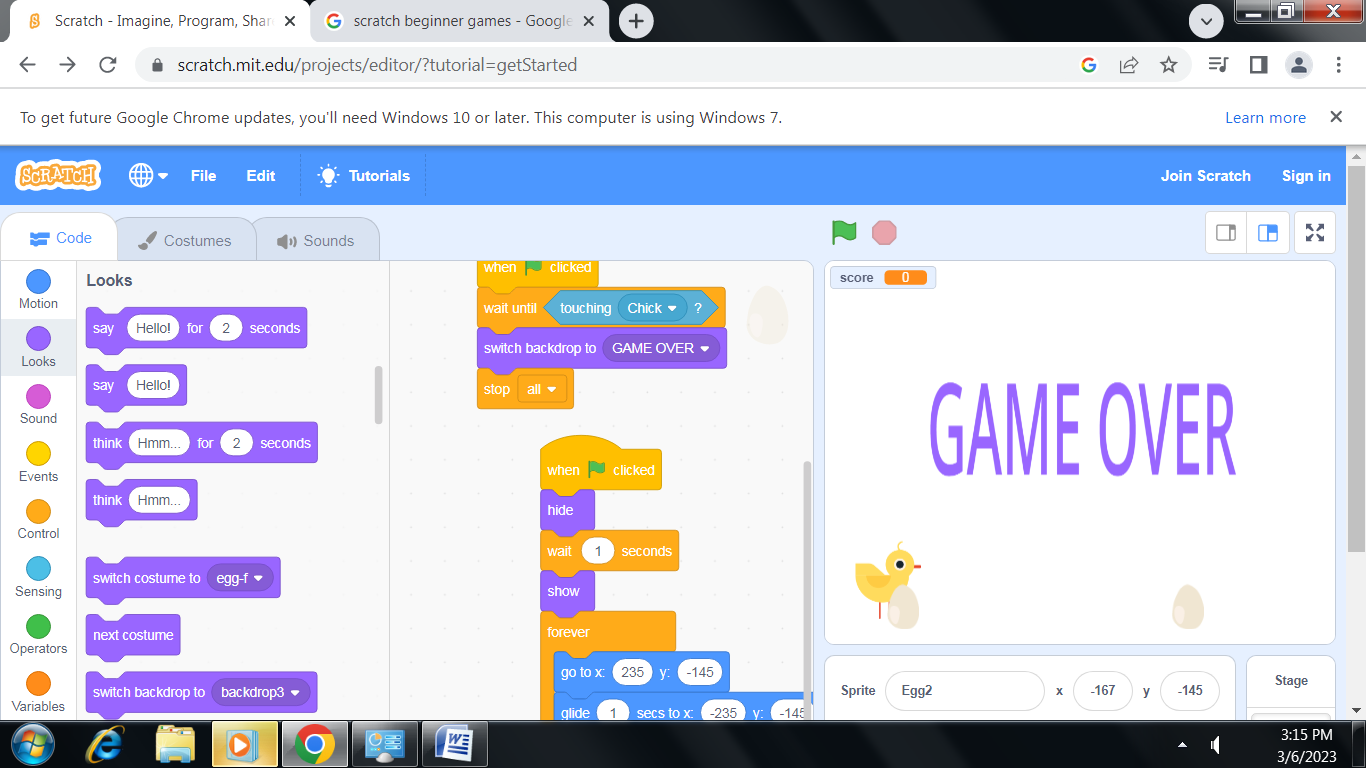 Scratch - Imagine, Program, Shar
scratch beginner games - Google
scratch.mit.edu/projects/editor/?tutorial=getStarted
To get future Google Chrome updates, you'll need Windows 10 or later. This computer is using Windows 7.
Learn more
SCRATCH
File
Edit
Tutorials
Join Scratch
Sign in
Code
Costumes
Sounds
Motion
Looks
Sound
Events
Control
Sensing
Operators
Variables
Looks
say Hello! for 2 seconds
say Hello!
think Hmm... for 2 seconds
think Hmm...
switch costume to egg-f
next costume
switch backdrop to backdrop3
when clicked
wait until touching Chick ?
switch backdrop to GAME OVER
stop all
when clicked
hide
wait 1 seconds
show
forever
go to x: 235 y: -145
glide 1 secs to x: -235 y: -145
score 0
GAME OVER
Sprite Egg2 x -167 y -145
Stage
3:15 PM
3/6/2023